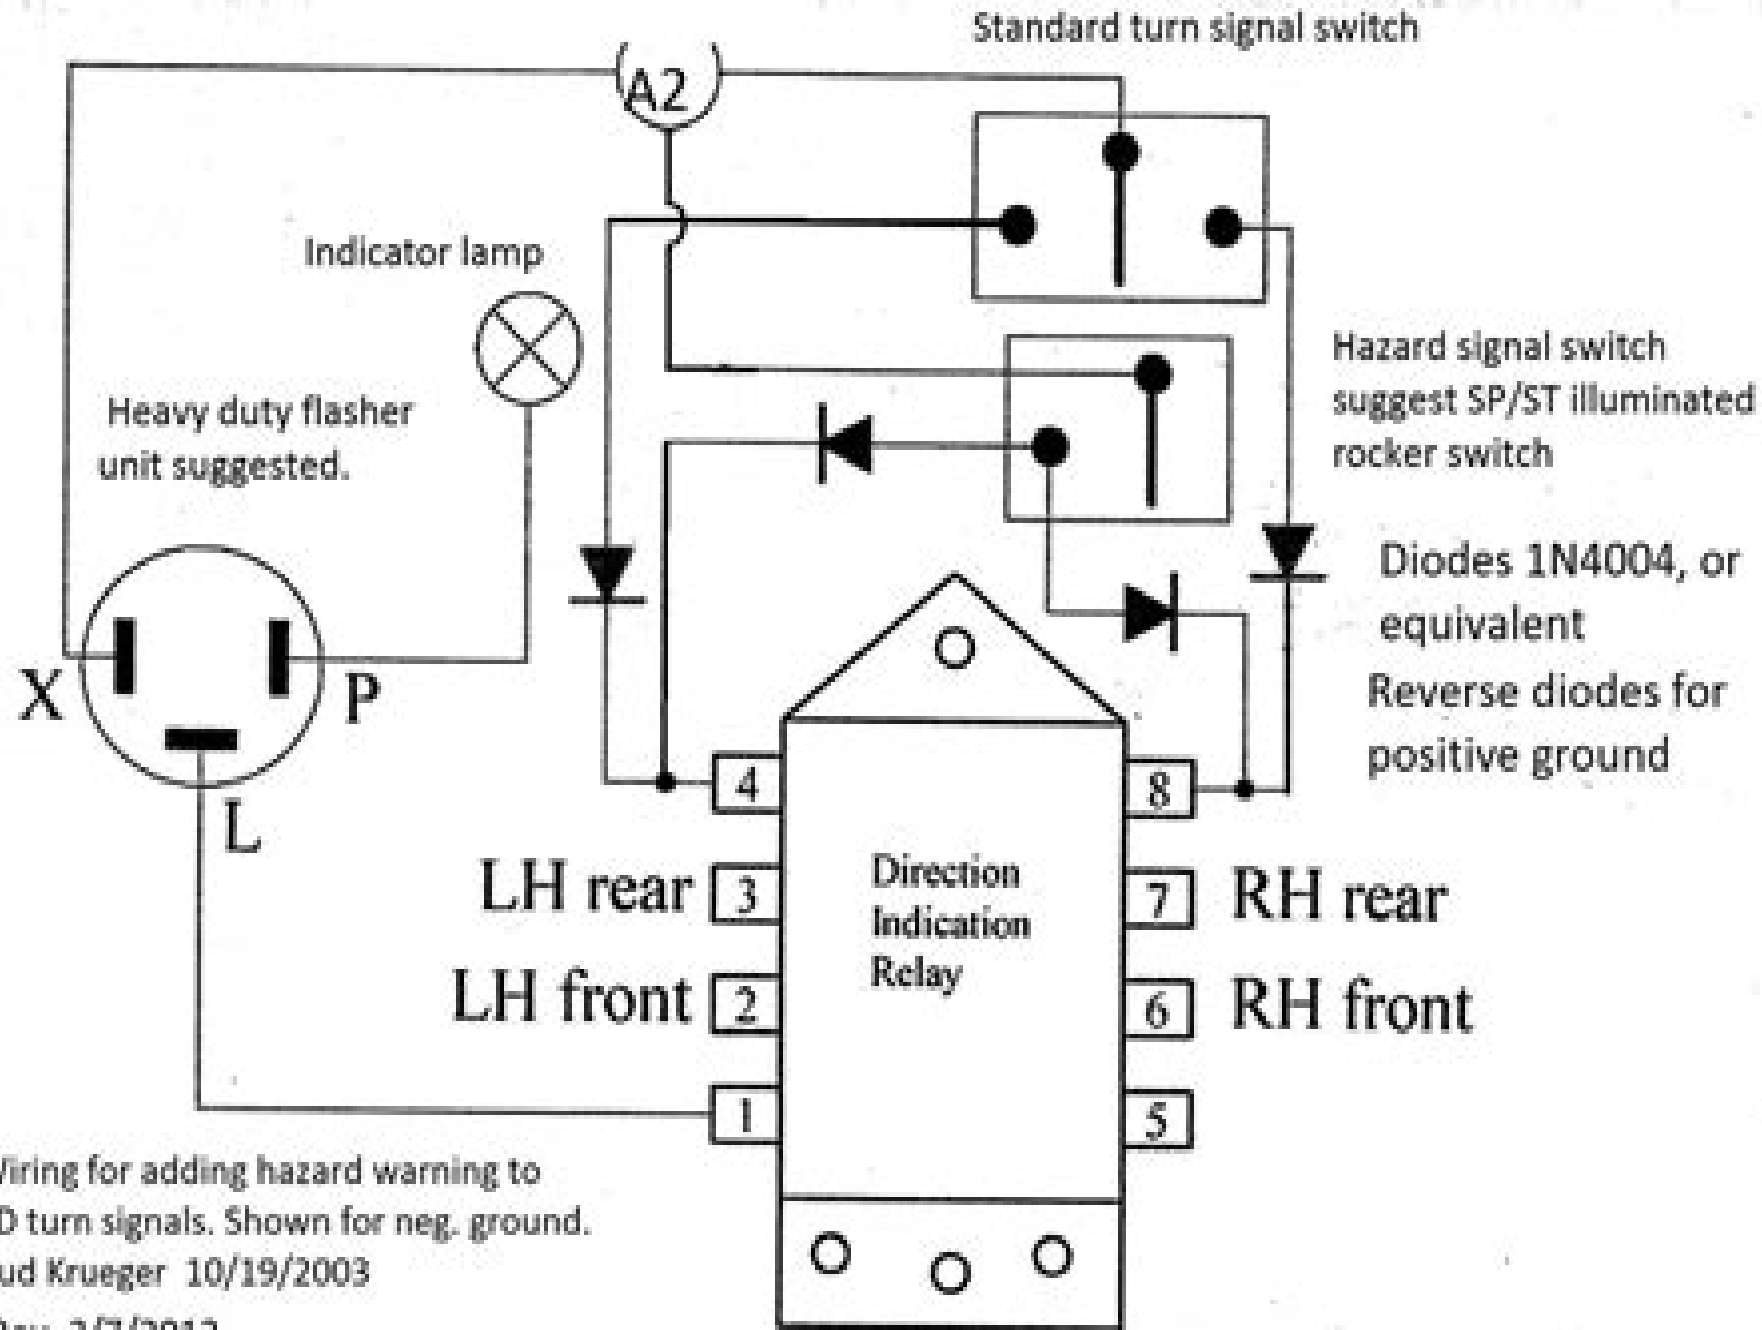 Standard turn signal switch
A2
Indicator lamp
Hazard signal switch
suggest SP/ST illuminated
rocker switch
Heavy duty flasher
unit suggested.
Diodes 1N4004, or
equivalent
Reverse diodes for
positive ground
X
P
L
4
8
LH rear
3
Direction
Indication
Relay
7
RH rear
LH front
2
6
RH front
1
5
Wiring for adding hazard warning to
D turn signals. Shown for neg. ground.
ud Krueger 10/19/2003